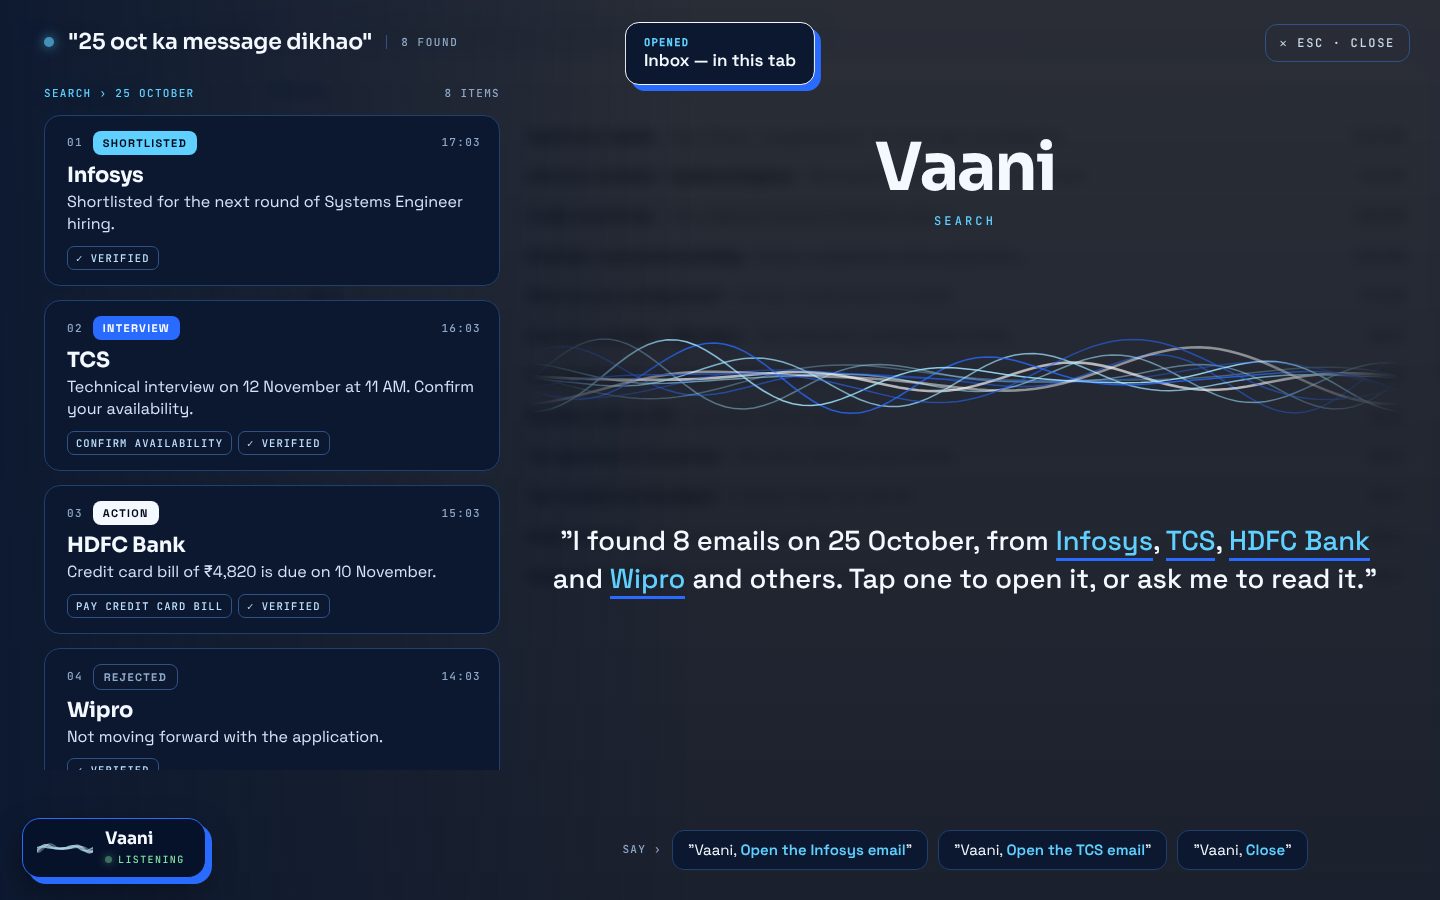 "25 oct ka message dikhao" 8 FOUND
OPENED
Inbox — in this tab
× ESC · CLOSE
SEARCH › 25 OCTOBER 8 ITEMS
01 SHORTLISTED 17:03
Infosys
Shortlisted for the next round of Systems Engineer
hiring.
✓ VERIFIED
02 INTERVIEW 16:03
TCS
Technical interview on 12 November at 11 AM. Confirm
your availability.
CONFIRM AVAILABILITY ✓ VERIFIED
03 ACTION 15:03
HDFC Bank
Credit card bill of ₹4,820 is due on 10 November.
PAY CREDIT CARD BILL ✓ VERIFIED
04 REJECTED 14:03
Wipro
Not moving forward with the application.
✓ VERIFIED
Vaani
SEARCH
”I found 8 emails on 25 October, from Infosys, TCS, HDFC Bank
and Wipro and others. Tap one to open it, or ask me to read it.”
Vaani
LISTENING
SAY › ”Vaani, Open the Infosys email” ”Vaani, Open the TCS email” ”Vaani, Close”